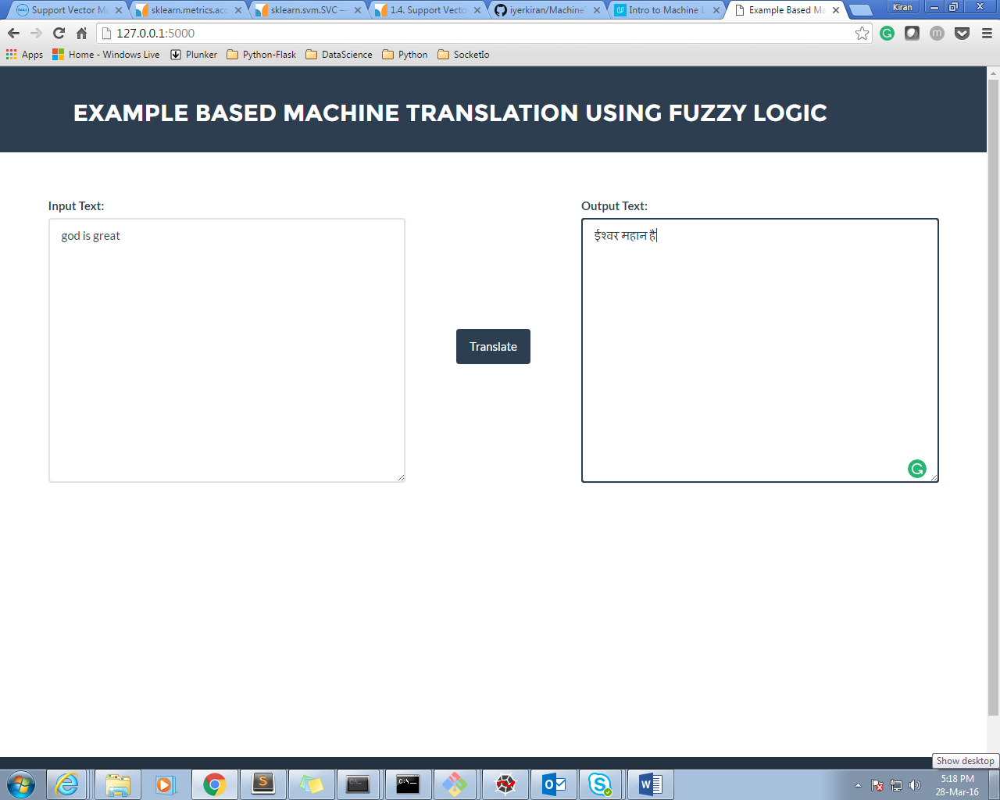 Support Vector Ma
sklearn.metrics.acc
sklearn.svm.SVC —
1.4. Support Vecto
iyerkiran/Machine
Intro to Machine L
Example Based Ma
Kiran
127.0.0.1:5000
Apps
Home - Windows Live
Plunker
Python-Flask
DataScience
Python
SocketIo
EXAMPLE BASED MACHINE TRANSLATION USING FUZZY LOGIC
Input Text:
Output Text:
god is great
ईश्वर महान है
Translate
Show desktop
5:18 PM
28-Mar-16